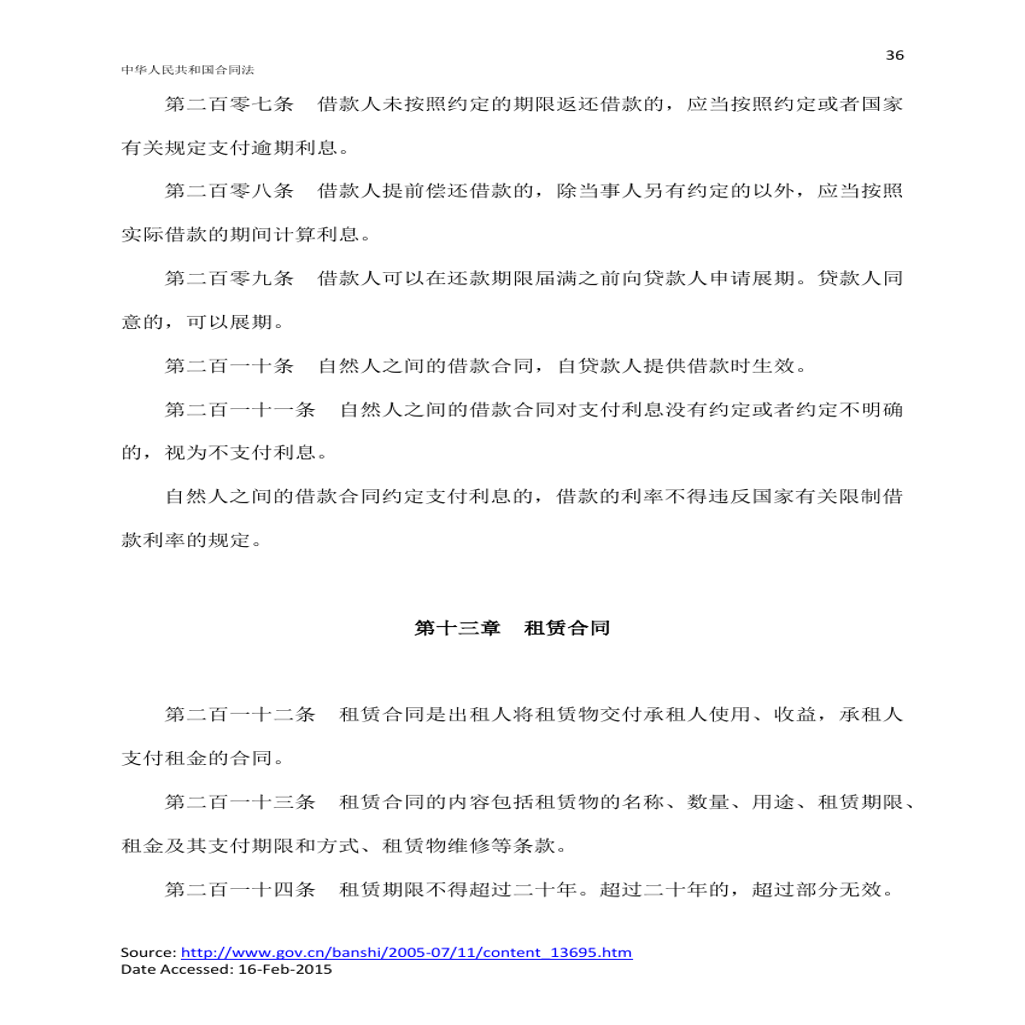 36
中华人民共和国合同法
第二百零七条　借款人未按照约定的期限返还借款的，应当按照约定或者国家
有关规定支付逾期利息。
第二百零八条　借款人提前偿还借款的，除当事人另有约定的以外，应当按照
实际借款的期间计算利息。
第二百零九条　借款人可以在还款期限届满之前向贷款人申请展期。贷款人同
意的，可以展期。
第二百一十条　自然人之间的借款合同，自贷款人提供借款时生效。
第二百一十一条　自然人之间的借款合同对支付利息没有约定或者约定不明确
的，视为不支付利息。
自然人之间的借款合同约定支付利息的，借款的利率不得违反国家有关限制借
款利率的规定。
第十三章　租赁合同
第二百一十二条　租赁合同是出租人将租赁物交付承租人使用、收益，承租人
支付租金的合同。
第二百一十三条　租赁合同的内容包括租赁物的名称、数量、用途、租赁期限、
租金及其支付期限和方式、租赁物维修等条款。
第二百一十四条　租赁期限不得超过二十年。超过二十年的，超过部分无效。
Source: http://www.gov.cn/banshi/2005-07/11/content_13695.htm
Date Accessed: 16-Feb-2015